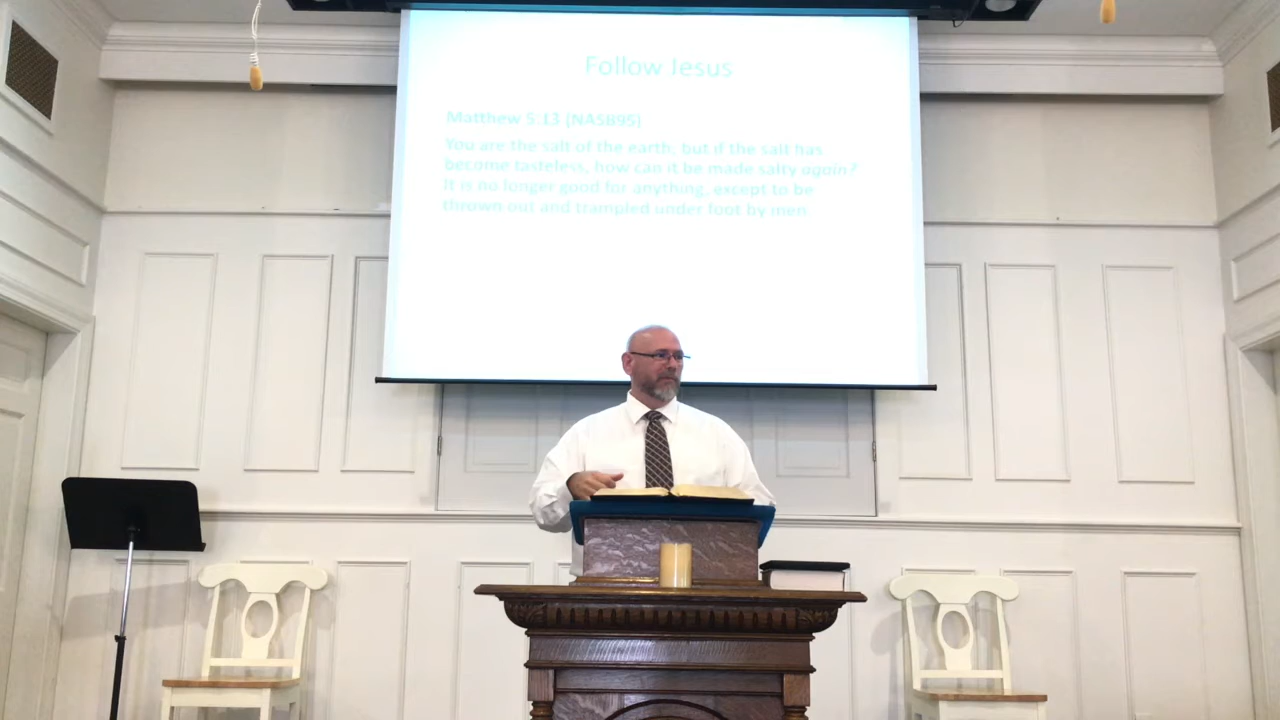 Follow Jesus
Matthew 5:13 (NASB95)
You are the salt of the earth; but if the salt has
become tasteless, how can it be made salty again?
It is no longer good for anything, except to be
thrown out and trampled under foot by men.